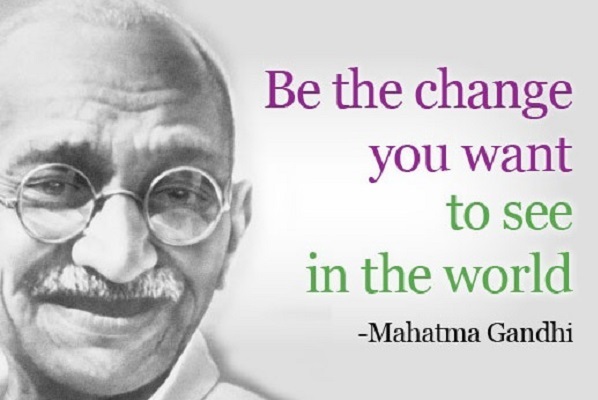 Be the change
you want
to see
in the world
-Mahatma Gandhi